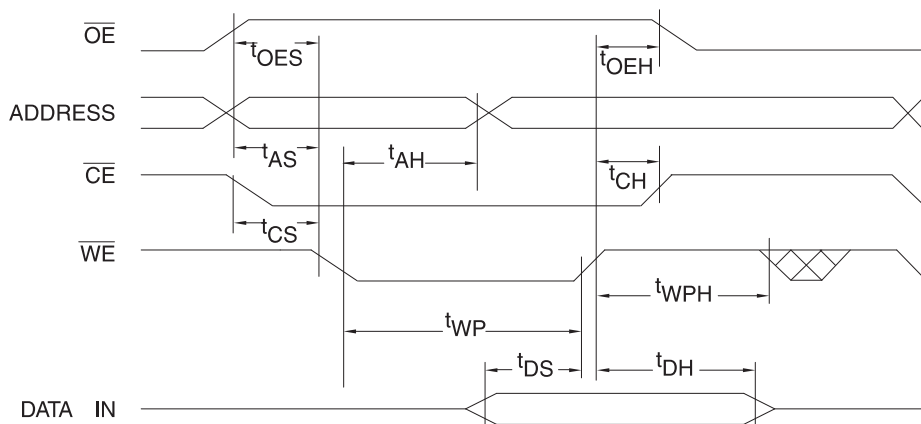 OE
tOES
tOEH
ADDRESS
tAS
tAH
CE
tCH
tCS
WE
tWPH
tWP
tDS
tDH
DATA IN